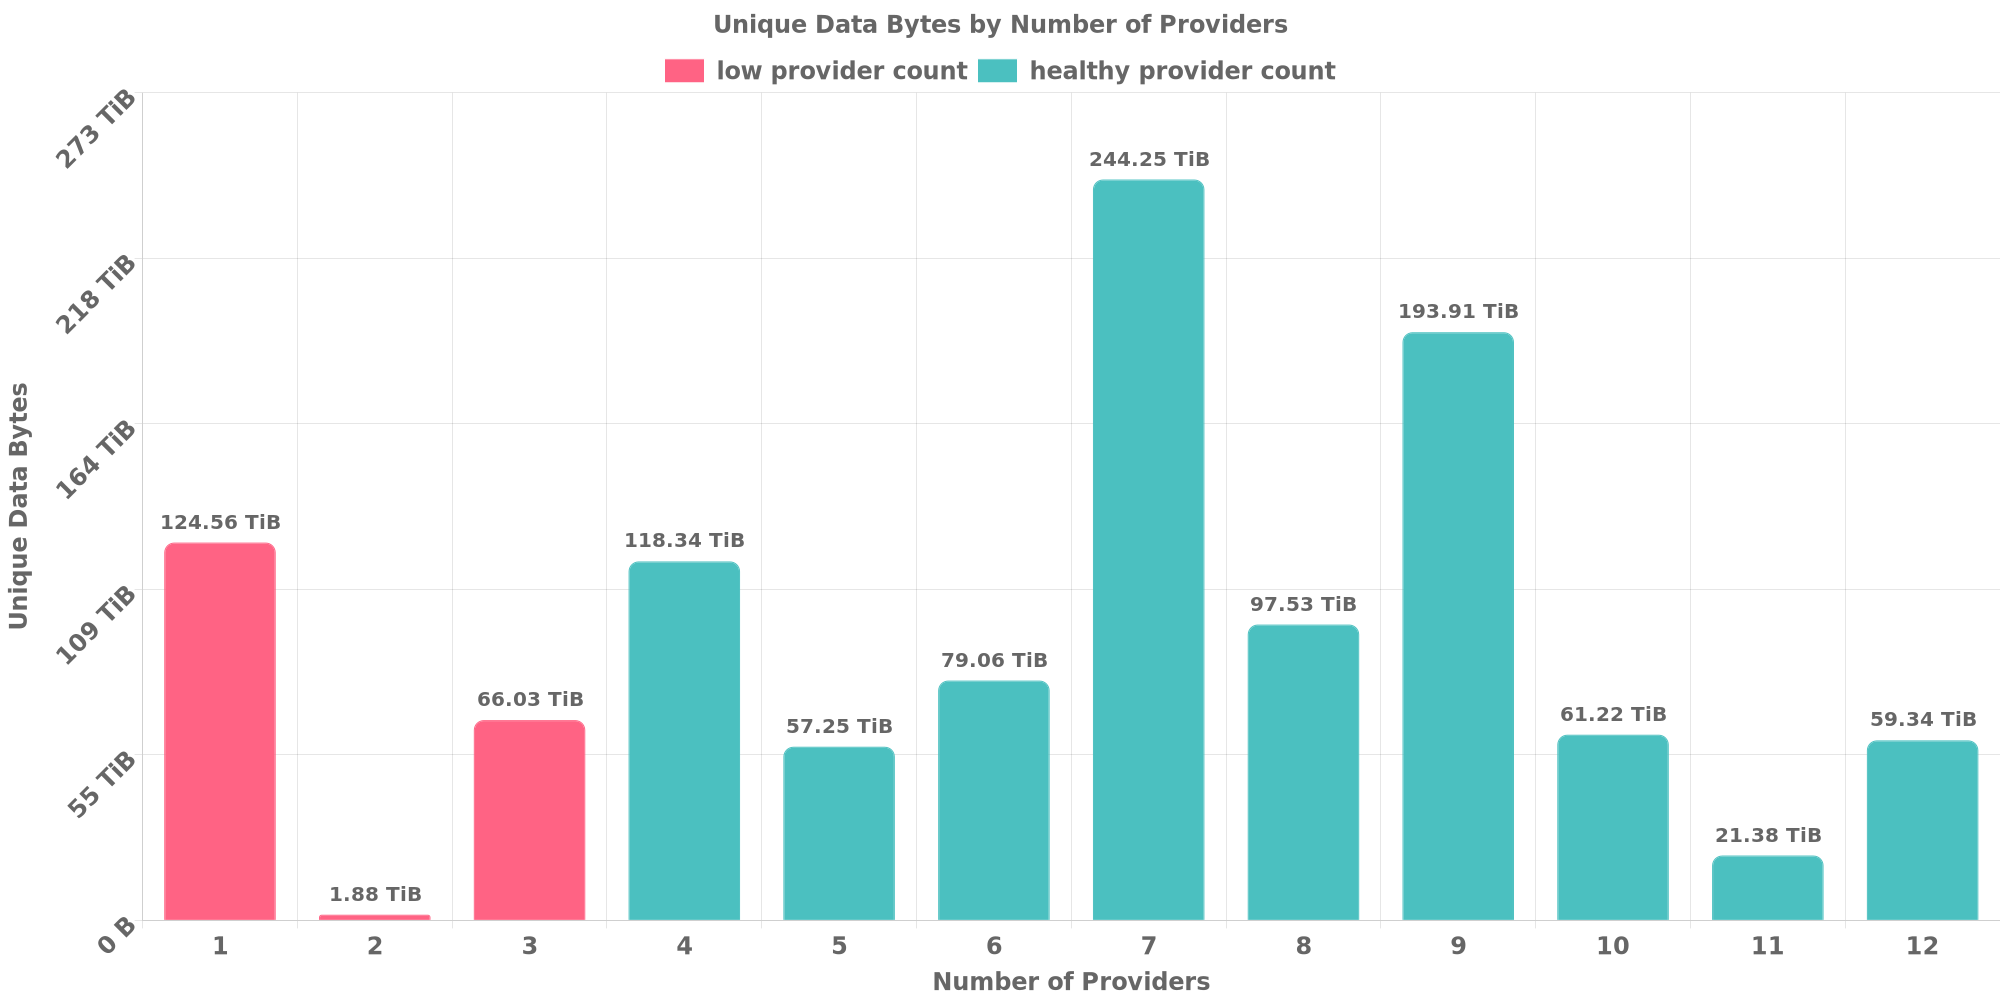 Unique Data Bytes by Number of Providers
low provider count healthy provider count
273 TiB
218 TiB
164 TiB
109 TiB
55 TiB
0 B
Unique Data Bytes
124.56 TiB
1.88 TiB
66.03 TiB
118.34 TiB
57.25 TiB
79.06 TiB
244.25 TiB
97.53 TiB
193.91 TiB
61.22 TiB
21.38 TiB
59.34 TiB
1 2 3 4 5 6 7 8 9 10 11 12
Number of Providers